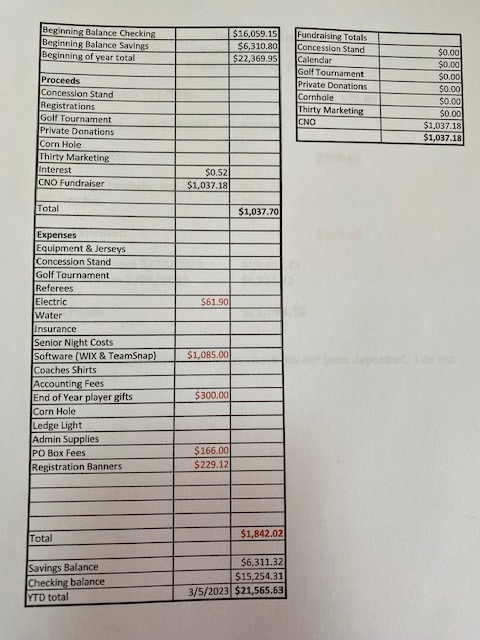 Beginning Balance Checking $16,059.15
Beginning Balance Savings $6,310.80
Beginning of year total $22,369.95
Proceeds
Concession Stand
Registrations
Golf Tournament
Private Donations
Corn Hole
Thirty Marketing
Interest $0.52
CNO Fundraiser $1,037.18
Total $1,037.70
Expenses
Equipment & Jerseys
Concession Stand
Golf Tournament
Referees
Electric $61.90
Water
Insurance
Senior Night Costs
Software (WIX & TeamSnap) $1,085.00
Coaches Shirts
Accounting Fees
End of Year player gifts $300.00
Corn Hole
Ledge Light
Admin Supplies
PO Box Fees $166.00
Registration Banners $229.12
Total $1,842.02
Savings Balance $6,311.32
Checking balance $15,254.31
YTD total 3/5/2023 $21,565.63
Fundraising Totals
Concession Stand $0.00
Calendar $0.00
Golf Tournament $0.00
Private Donations $0.00
Cornhole $0.00
Thirty Marketing $0.00
CNO $1,037.18
$1,037.18